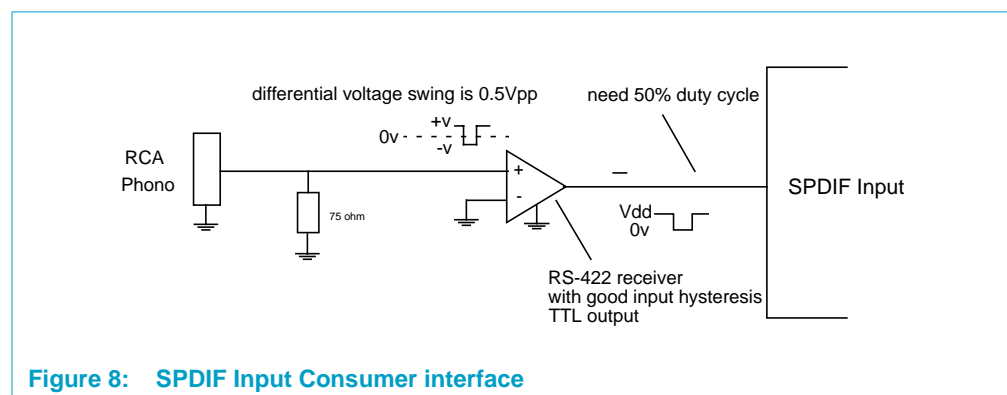 differential voltage swing is 0.5Vpp
need 50% duty cycle
+v
0v
-v
RCA
Phono
+
-
75 ohm
SPDIF Input
Vdd
0v
RS-422 receiver
with good input hysteresis
TTL output
Figure 8: SPDIF Input Consumer interface